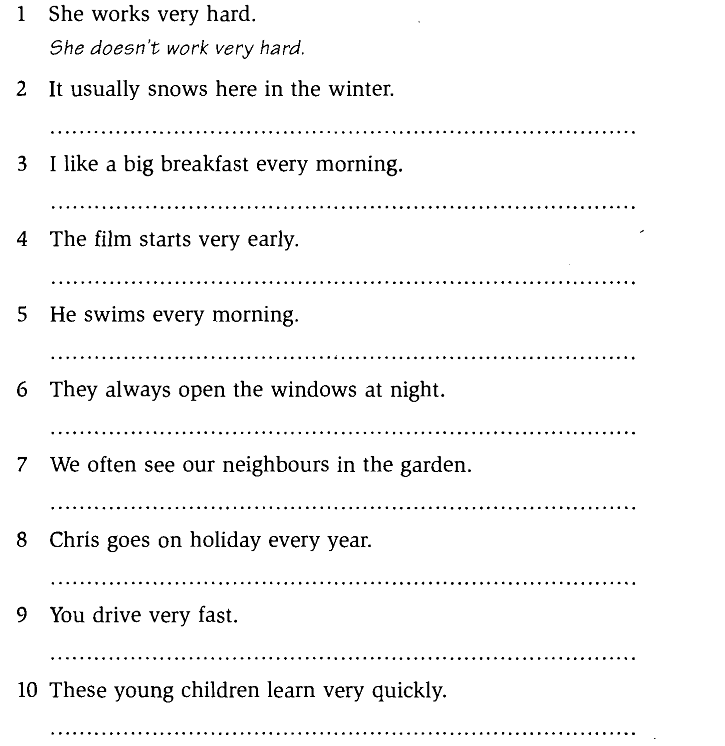 1 She works very hard.
She doesn't work very hard.
2 It usually snows here in the winter.
................................................................................
3 I like a big breakfast every morning.
................................................................................
4 The film starts very early.
................................................................................
5 He swims every morning.
................................................................................
6 They always open the windows at night.
................................................................................
7 We often see our neighbours in the garden.
................................................................................
8 Chris goes on holiday every year.
................................................................................
9 You drive very fast.
................................................................................
10 These young children learn very quickly.
................................................................................